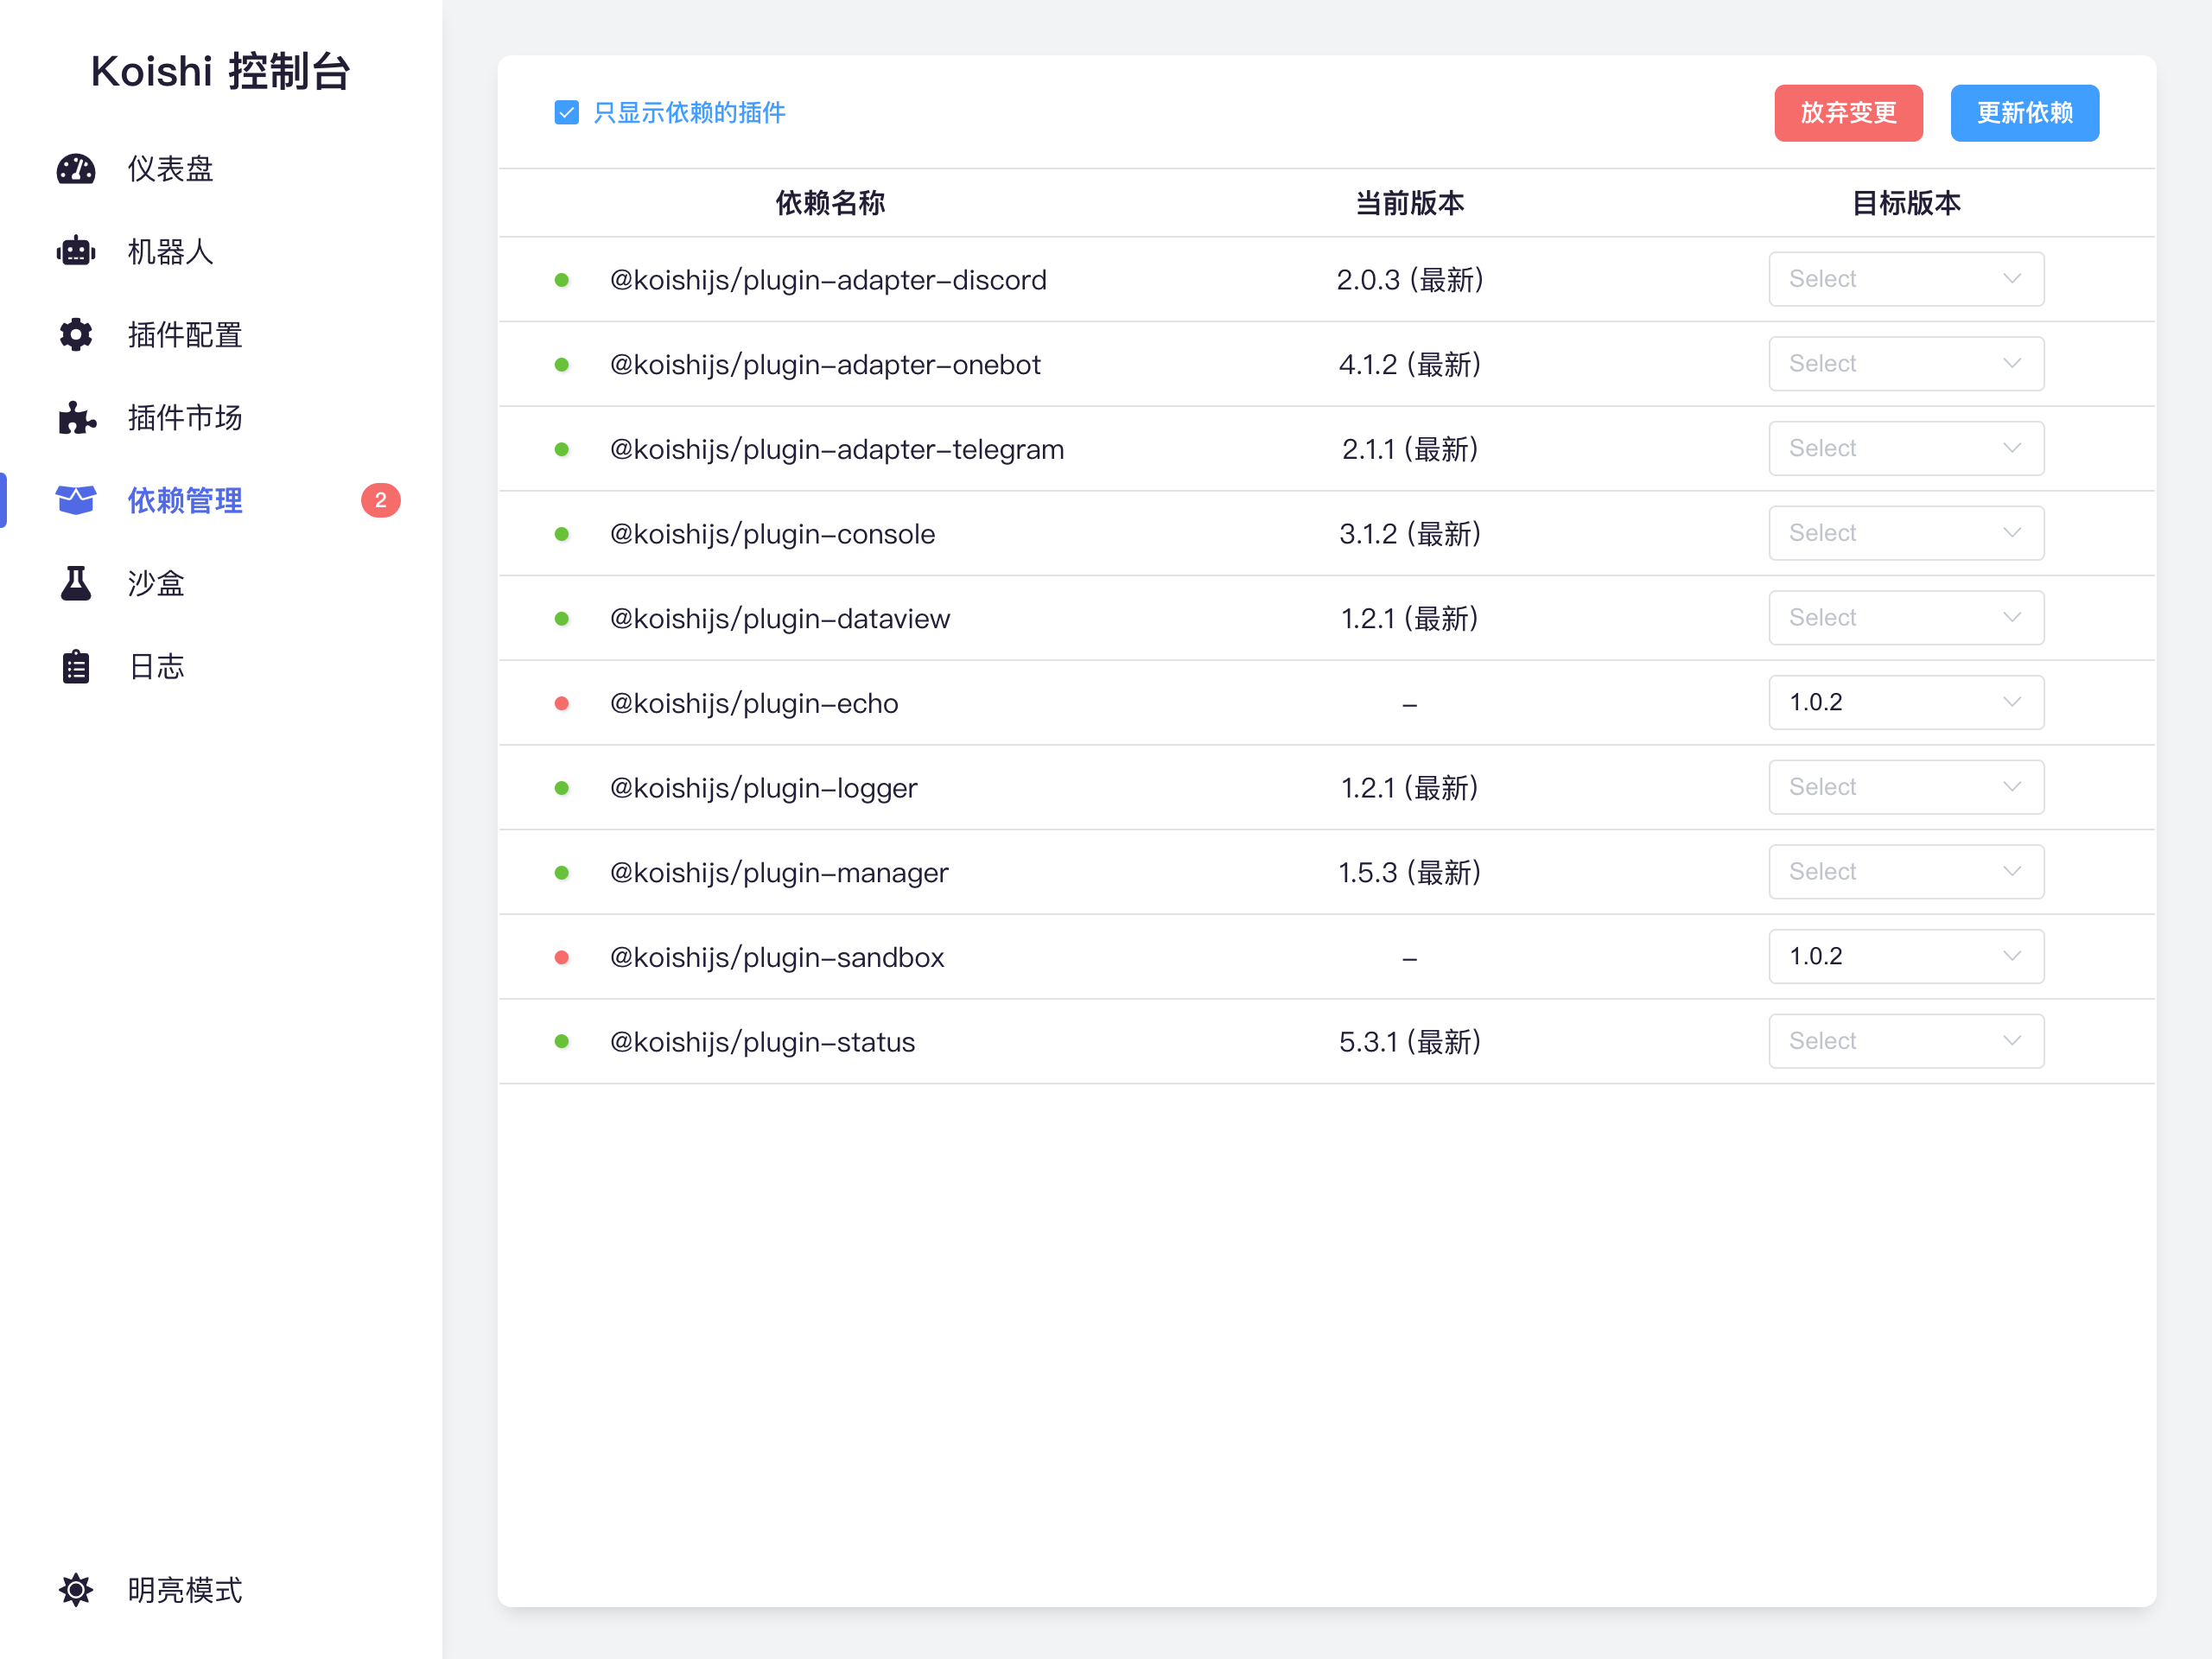 Koishi 控制台
仪表盘
机器人
插件配置
插件市场
依赖管理 2
沙盒
日志
明亮模式
只显示依赖的插件 放弃变更 更新依赖
依赖名称 当前版本 目标版本
@koishijs/plugin-adapter-discord 2.0.3 (最新) Select
@koishijs/plugin-adapter-onebot 4.1.2 (最新) Select
@koishijs/plugin-adapter-telegram 2.1.1 (最新) Select
@koishijs/plugin-console 3.1.2 (最新) Select
@koishijs/plugin-dataview 1.2.1 (最新) Select
@koishijs/plugin-echo - 1.0.2
@koishijs/plugin-logger 1.2.1 (最新) Select
@koishijs/plugin-manager 1.5.3 (最新) Select
@koishijs/plugin-sandbox - 1.0.2
@koishijs/plugin-status 5.3.1 (最新) Select